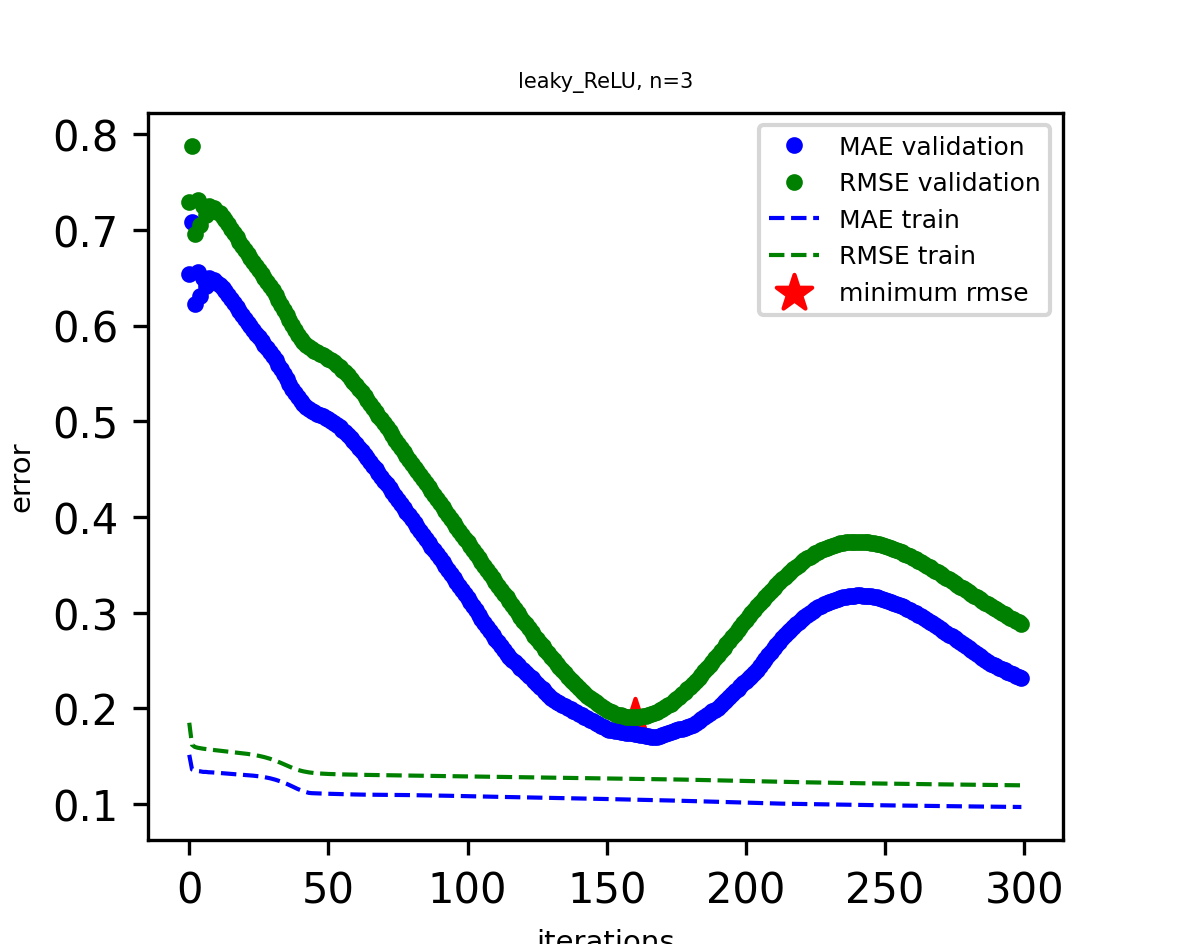 leaky_ReLU, n=3
0.8
0.7
0.6
0.5
0.4
0.3
0.2
0.1
error
MAE validation
RMSE validation
MAE train
RMSE train
minimum rmse
0 50 100 150 200 250 300
iterations